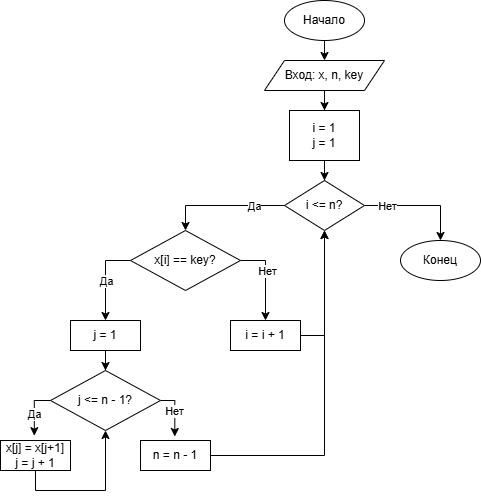 Начало
Вход: x, n, key
i = 1
j = 1
i <= n?
Да
Нет
x[i] == key?
Конец
Да
Нет
j = 1
i = i + 1
j <= n - 1?
Да
Нет
x[j] = x[j+1]
j = j + 1
n = n - 1